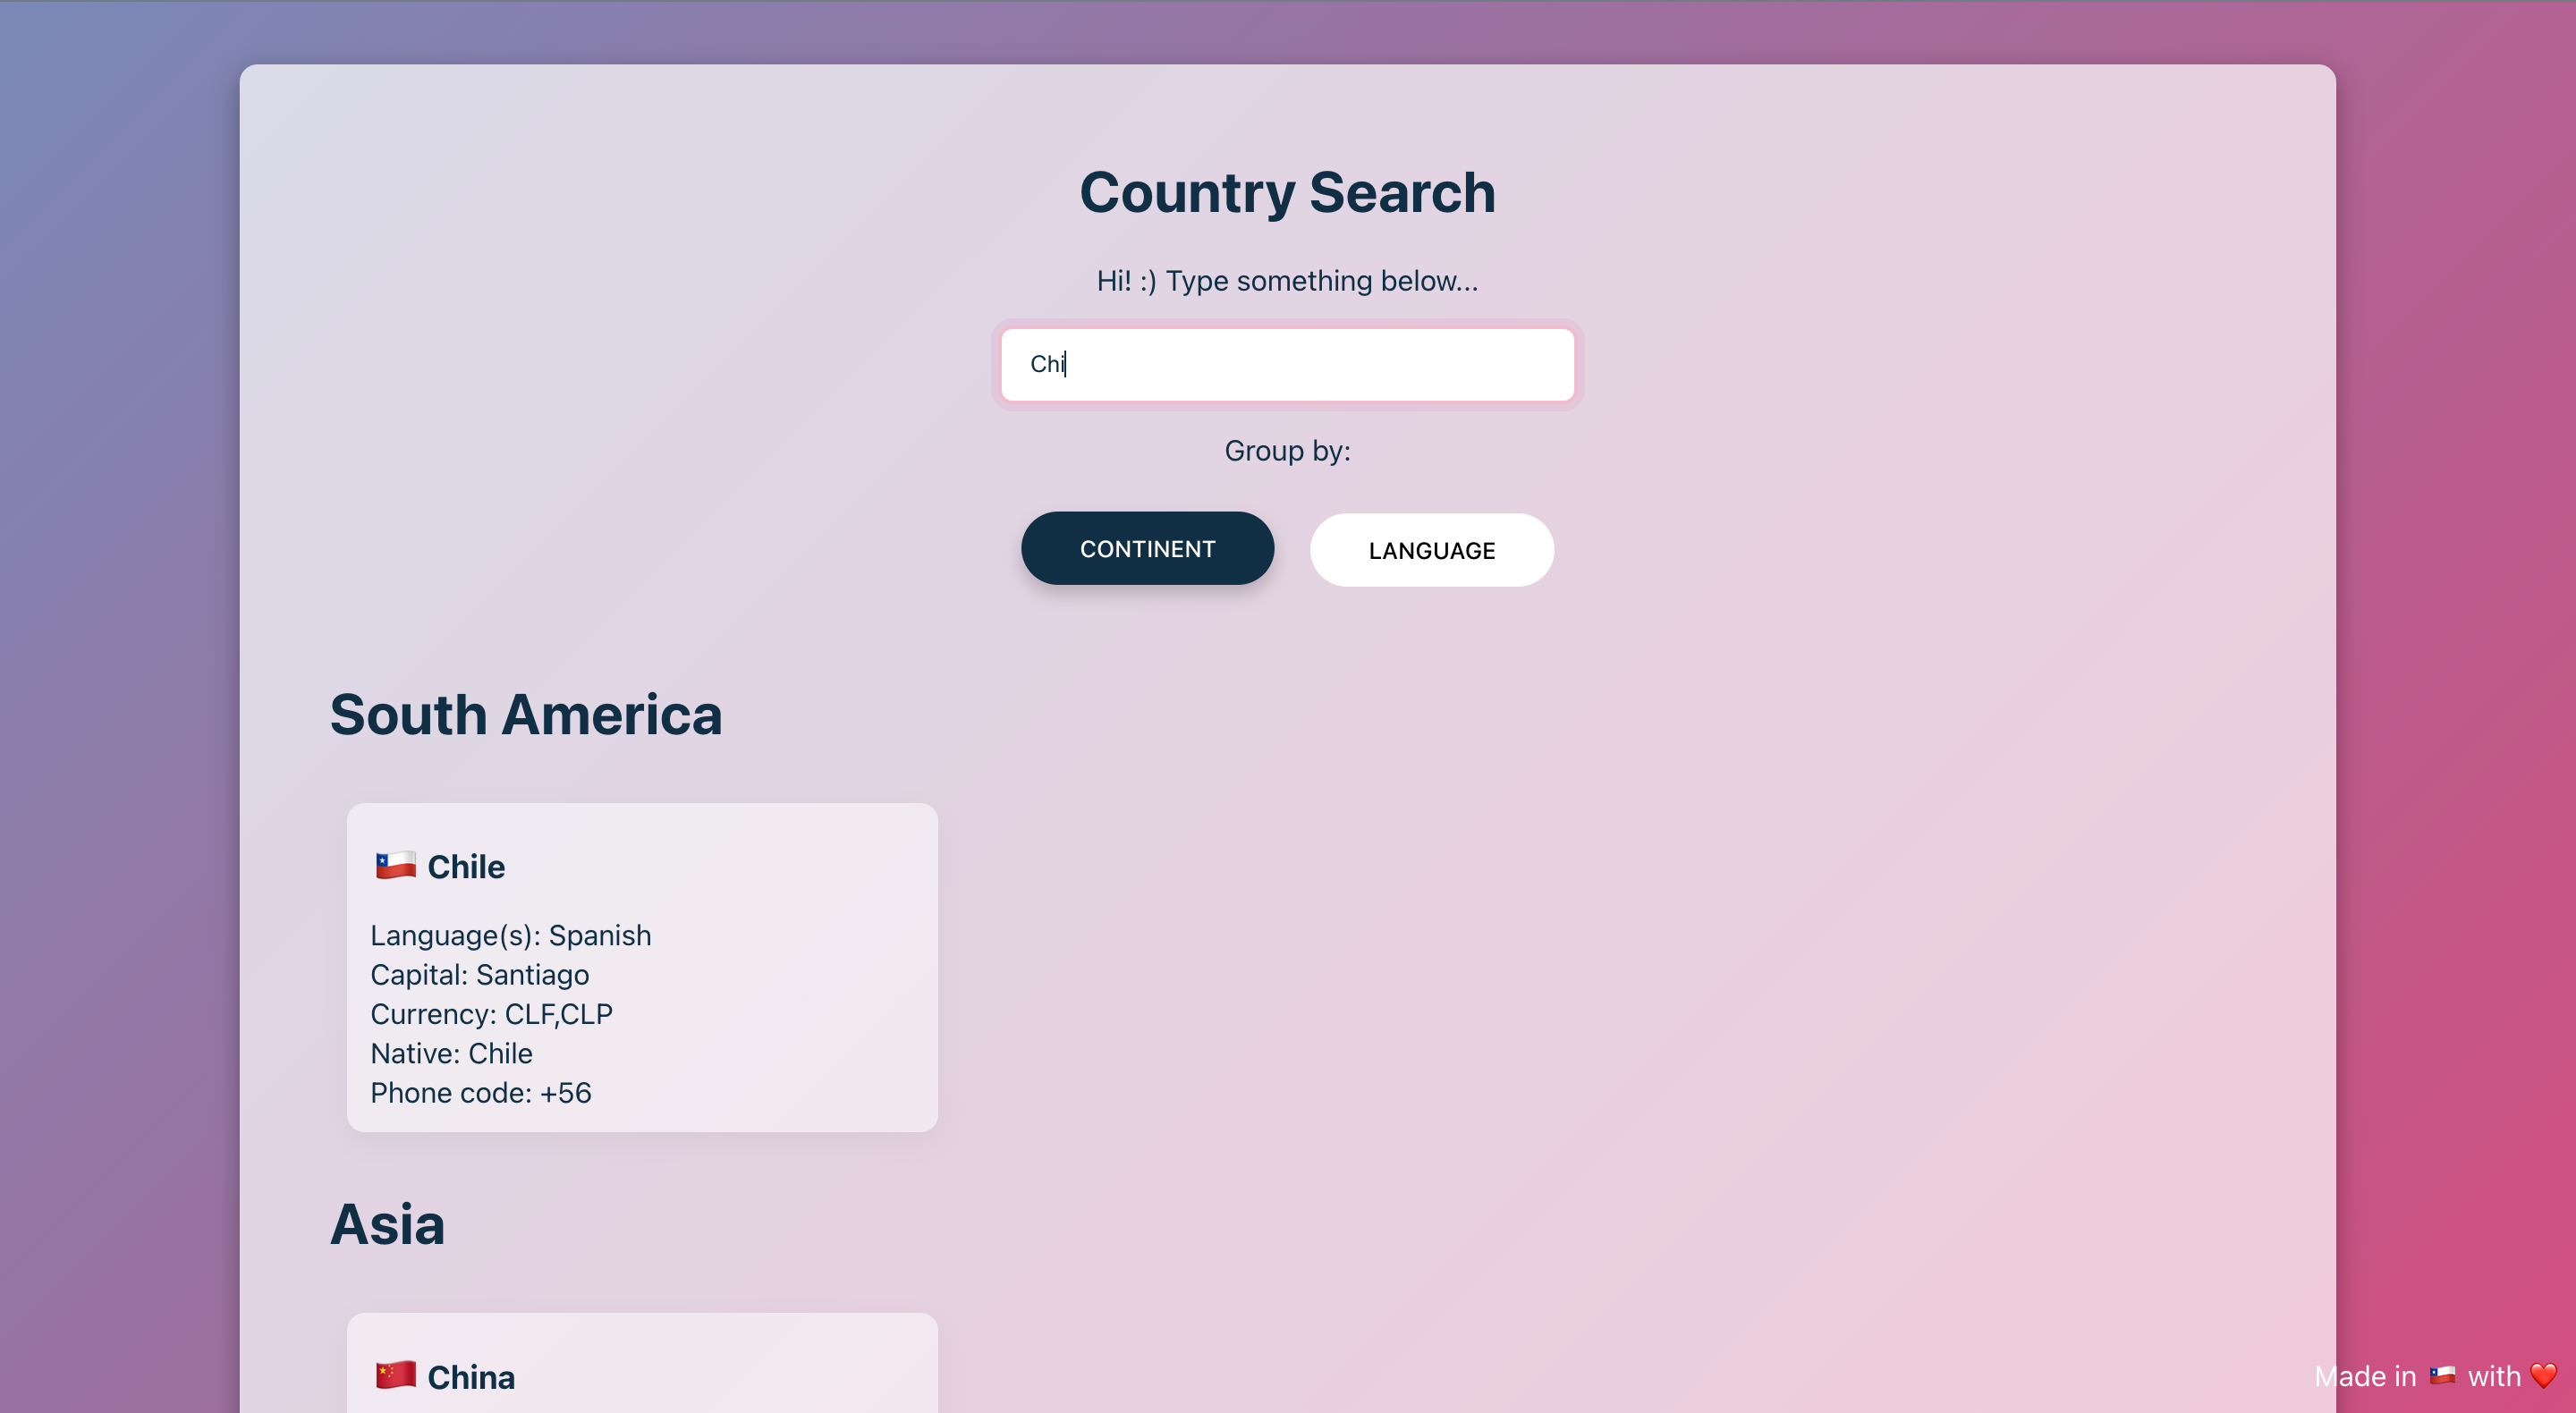 Country Search
Hi! :) Type something below...
Chi
Group by:
CONTINENT
LANGUAGE
South America
Chile
Language(s): Spanish
Capital: Santiago
Currency: CLF,CLP
Native: Chile
Phone code: +56
Asia
China
Made in 🇨🇱 with ❤️